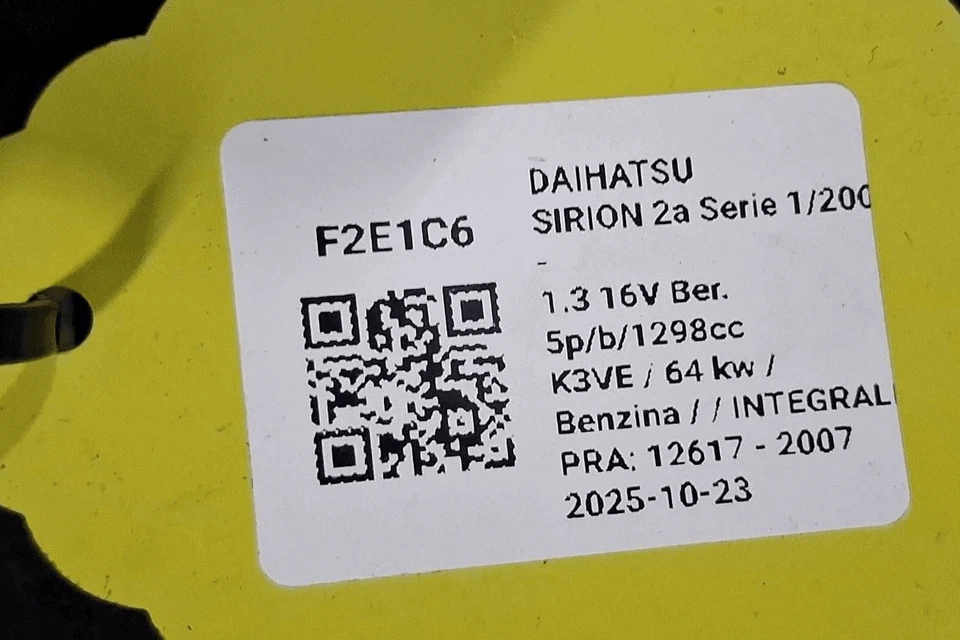 F2E1C6
DAIHATSU
SIRION 2a Serie 1/200
-
1.3 16V Ber.
5p/b/1298cc
K3VE / 64 kw /
Benzina / / INTEGRAL
PRA: 12617 - 2007
2025-10-23